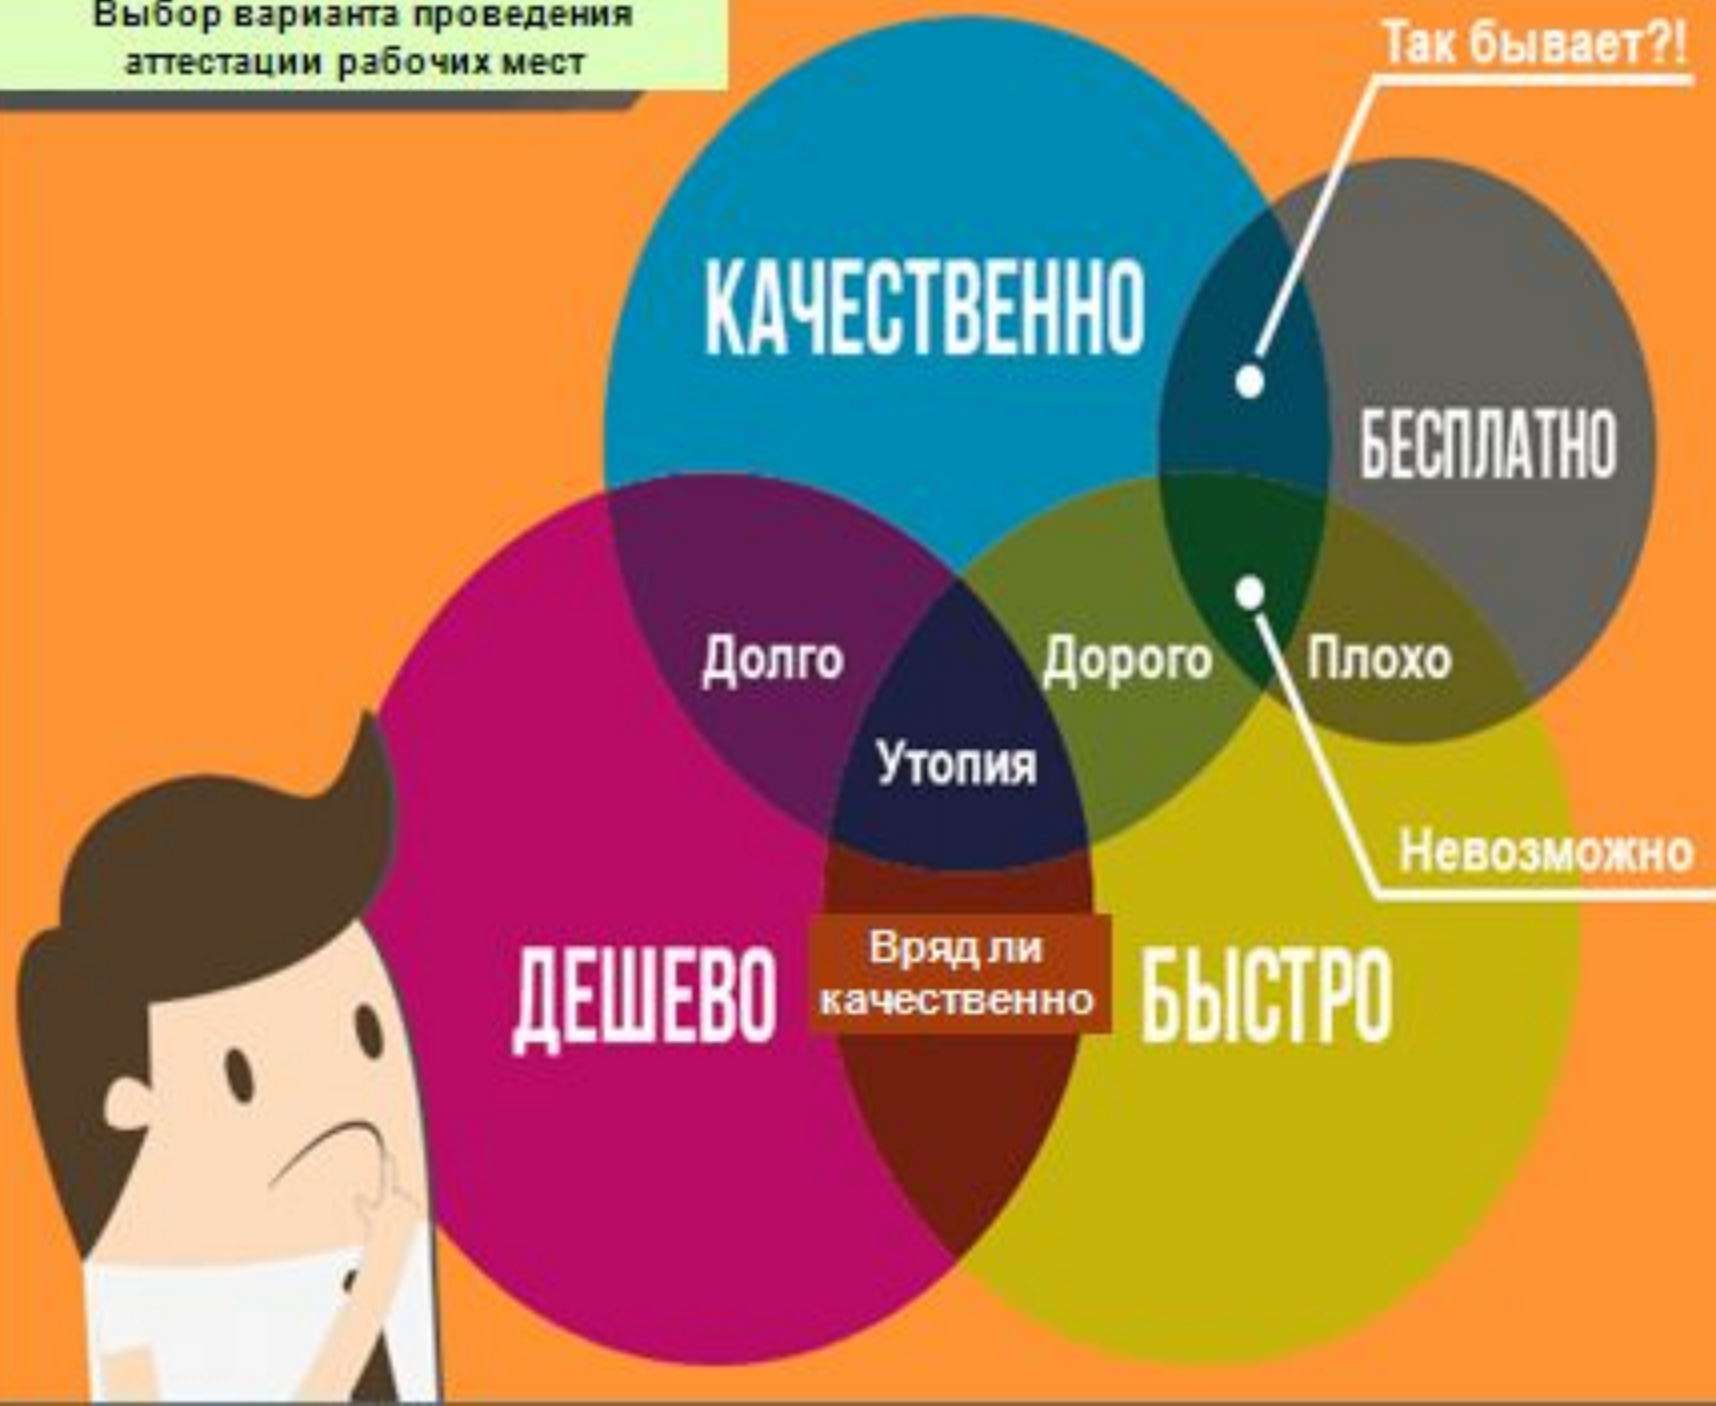 Выбор варианта проведения
аттестации рабочих мест
Так бывает?!
КАЧЕСТВЕННО
БЕСПЛАТНО
Долго
Дорого
Плохо
Утопия
Невозможно
ДЕШЕВО
Вряд ли
качественно
БЫСТРО